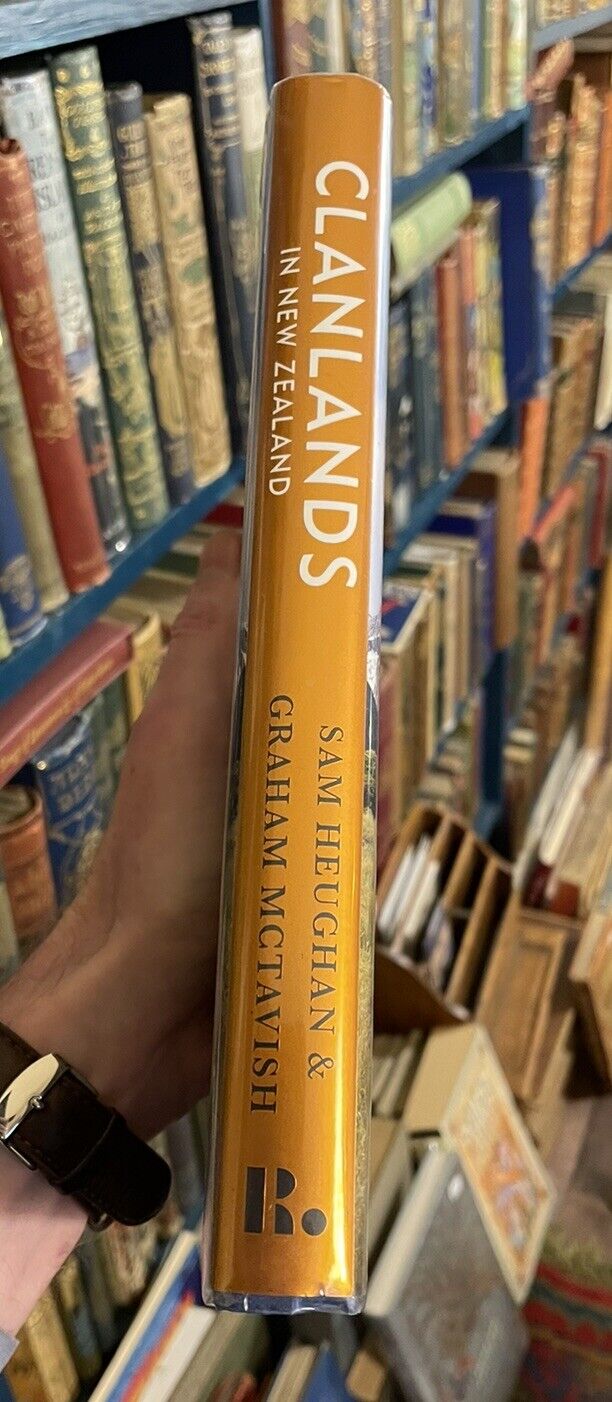 CLANLANDS
IN NEW ZEALAND
SAM HEUGHAN &
GRAHAM MCTAVISH
R.